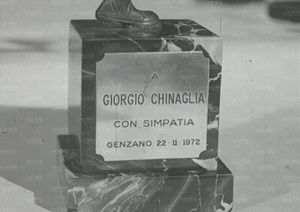 A
GIORGIO CHINAGLIA
CON SIMPATIA
GENZANO 22-11-1972